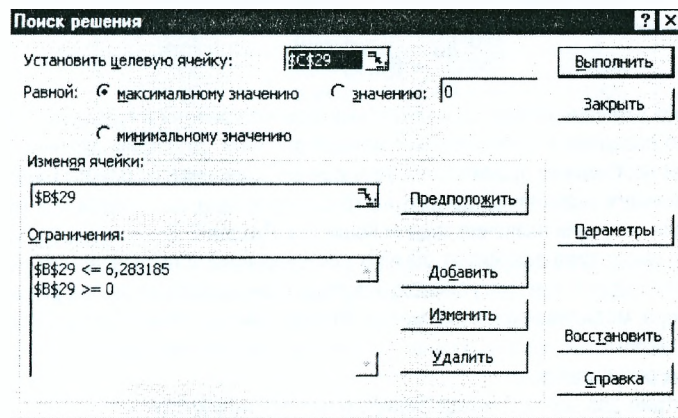 Поиск решения ? ×
Установить целевую ячейку: $C$29 Выполнить
Равной: максимальному значению значению: 0 Закрыть
минимальному значению
Изменяя ячейки:
$B$29 Предположить
Параметры
Ограничения:
$B$29 <= 6,283185 Добавить
$B$29 >= 0
Изменить
Восстановить
Удалить
Справка